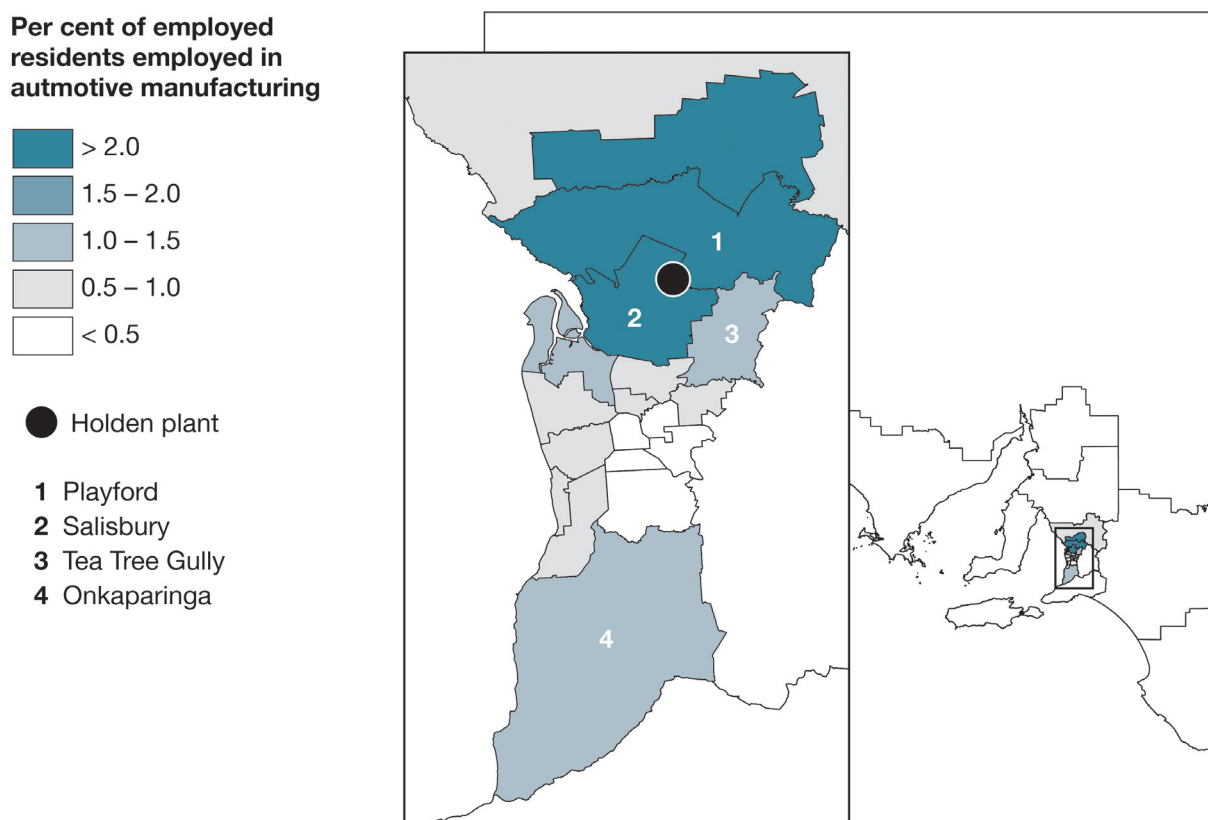 Per cent of employed
residents employed in
autmotive manufacturing
> 2.0
1.5 – 2.0
1.0 – 1.5
0.5 – 1.0
< 0.5
Holden plant
1 Playford
2 Salisbury
3 Tea Tree Gully
4 Onkaparinga
1
2
3
4